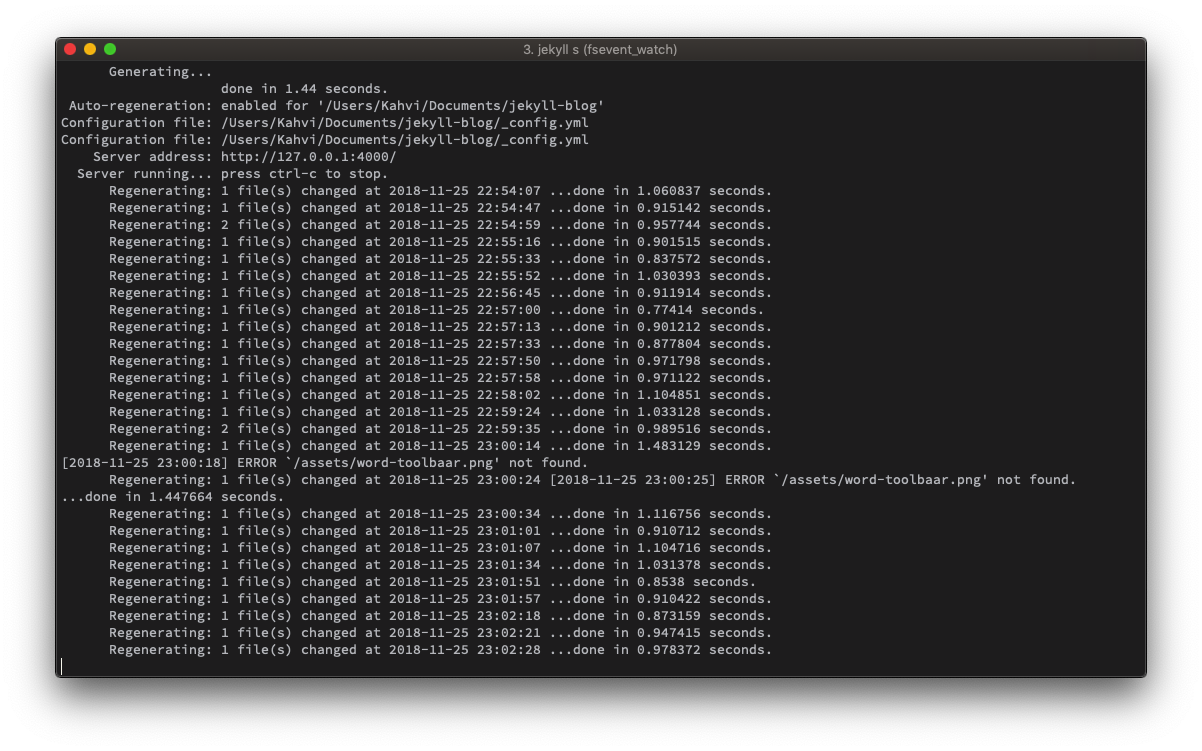 3. jekyll s (fsevent_watch)
Generating...
done in 1.44 seconds.
Auto-regeneration: enabled for '/Users/Kahvi/Documents/jekyll-blog'
Configuration file: /Users/Kahvi/Documents/jekyll-blog/_config.yml
Configuration file: /Users/Kahvi/Documents/jekyll-blog/_config.yml
Server address: http://127.0.0.1:4000/
Server running... press ctrl-c to stop.
Regenerating: 1 file(s) changed at 2018-11-25 22:54:07 ...done in 1.060837 seconds.
Regenerating: 1 file(s) changed at 2018-11-25 22:54:47 ...done in 0.915142 seconds.
Regenerating: 2 file(s) changed at 2018-11-25 22:54:59 ...done in 0.957744 seconds.
Regenerating: 1 file(s) changed at 2018-11-25 22:55:16 ...done in 0.901515 seconds.
Regenerating: 1 file(s) changed at 2018-11-25 22:55:33 ...done in 0.837572 seconds.
Regenerating: 1 file(s) changed at 2018-11-25 22:55:52 ...done in 1.030393 seconds.
Regenerating: 1 file(s) changed at 2018-11-25 22:56:45 ...done in 0.911914 seconds.
Regenerating: 1 file(s) changed at 2018-11-25 22:57:00 ...done in 0.77414 seconds.
Regenerating: 1 file(s) changed at 2018-11-25 22:57:13 ...done in 0.901212 seconds.
Regenerating: 1 file(s) changed at 2018-11-25 22:57:33 ...done in 0.877804 seconds.
Regenerating: 1 file(s) changed at 2018-11-25 22:57:50 ...done in 0.971798 seconds.
Regenerating: 1 file(s) changed at 2018-11-25 22:57:58 ...done in 0.971122 seconds.
Regenerating: 1 file(s) changed at 2018-11-25 22:58:02 ...done in 1.104851 seconds.
Regenerating: 1 file(s) changed at 2018-11-25 22:59:24 ...done in 1.033128 seconds.
Regenerating: 2 file(s) changed at 2018-11-25 22:59:35 ...done in 0.989516 seconds.
Regenerating: 1 file(s) changed at 2018-11-25 23:00:14 ...done in 1.483129 seconds.
[2018-11-25 23:00:18] ERROR `/assets/word-toolbaar.png' not found.
Regenerating: 1 file(s) changed at 2018-11-25 23:00:24 [2018-11-25 23:00:25] ERROR `/assets/word-toolbaar.png' not found.
...done in 1.447664 seconds.
Regenerating: 1 file(s) changed at 2018-11-25 23:00:34 ...done in 1.116756 seconds.
Regenerating: 1 file(s) changed at 2018-11-25 23:01:01 ...done in 0.910712 seconds.
Regenerating: 1 file(s) changed at 2018-11-25 23:01:07 ...done in 1.104716 seconds.
Regenerating: 1 file(s) changed at 2018-11-25 23:01:34 ...done in 1.031378 seconds.
Regenerating: 1 file(s) changed at 2018-11-25 23:01:51 ...done in 0.8538 seconds.
Regenerating: 1 file(s) changed at 2018-11-25 23:01:57 ...done in 0.910422 seconds.
Regenerating: 1 file(s) changed at 2018-11-25 23:02:18 ...done in 0.873159 seconds.
Regenerating: 1 file(s) changed at 2018-11-25 23:02:21 ...done in 0.947415 seconds.
Regenerating: 1 file(s) changed at 2018-11-25 23:02:28 ...done in 0.978372 seconds.